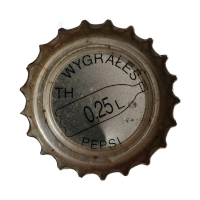 WYGRAŁEŚ
TH
0.25 L
PEPSI